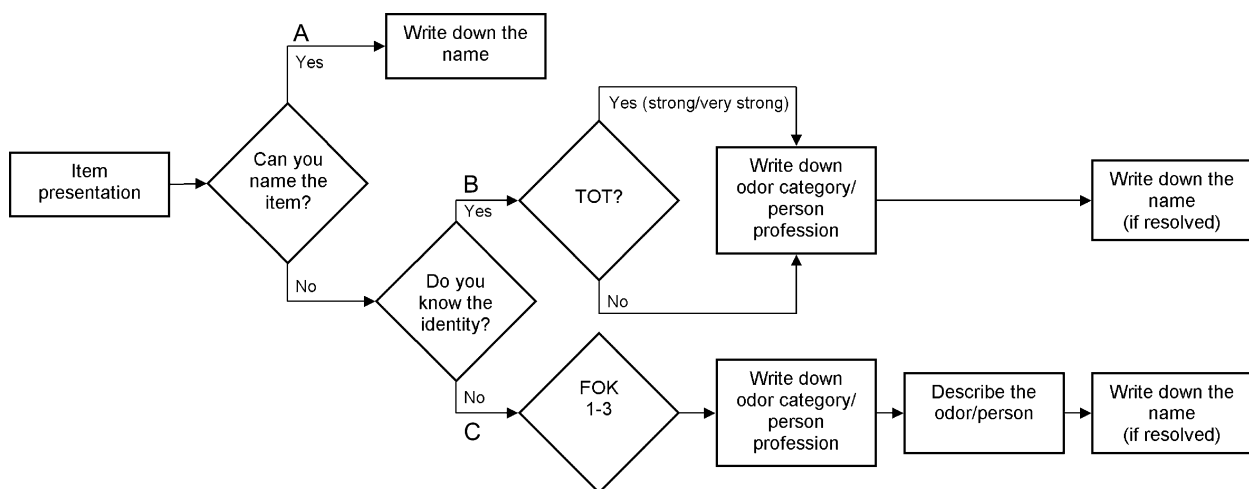 Item
presentation
Can you
name the
item?
A
Yes
Write down the
name
No
Do you
know the
identity?
B
Yes
TOT?
Yes (strong/very strong)
No
Write down
odor category/
person
profession
Write down the
name
(if resolved)
No
C
FOK
1-3
Write down
odor category/
person
profession
Describe the
odor/person
Write down the
name
(if resolved)